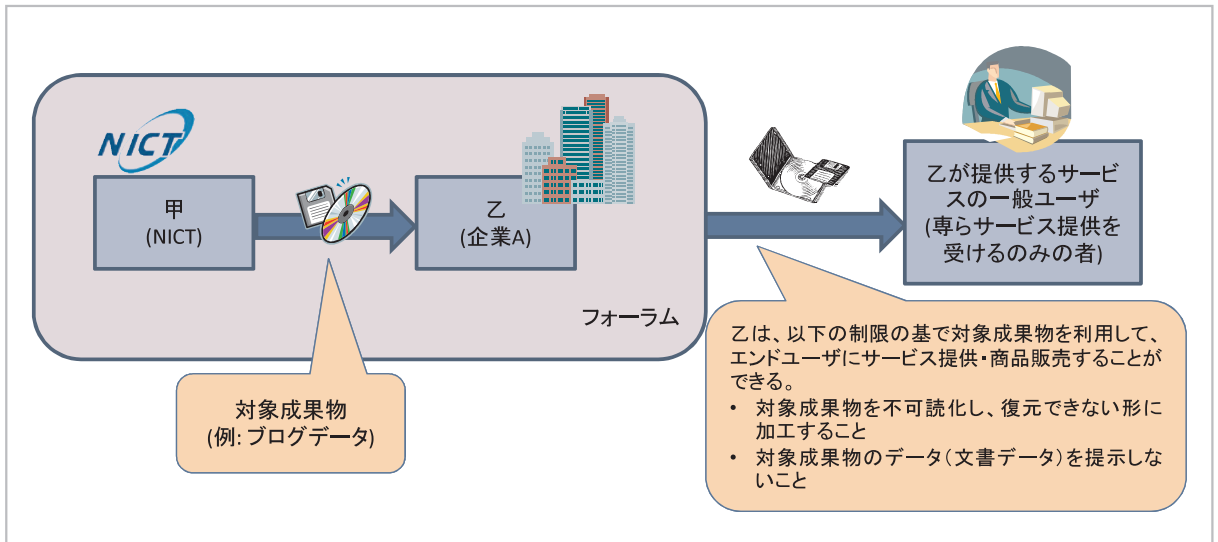 NICT
甲
(NICT)
乙
(企業A)
フォーラム
対象成果物
(例: ブログデータ)
乙が提供するサービ
スの一般ユーザ
(専らサービス提供を
受けるのみの者)
乙は、以下の制限の基で対象成果物を利用して、
エンドユーザにサービス提供・商品販売することが
できる。
• 対象成果物を不可読化し、復元できない形に
加工すること
• 対象成果物のデータ(文書データ)を提示しな
いこと